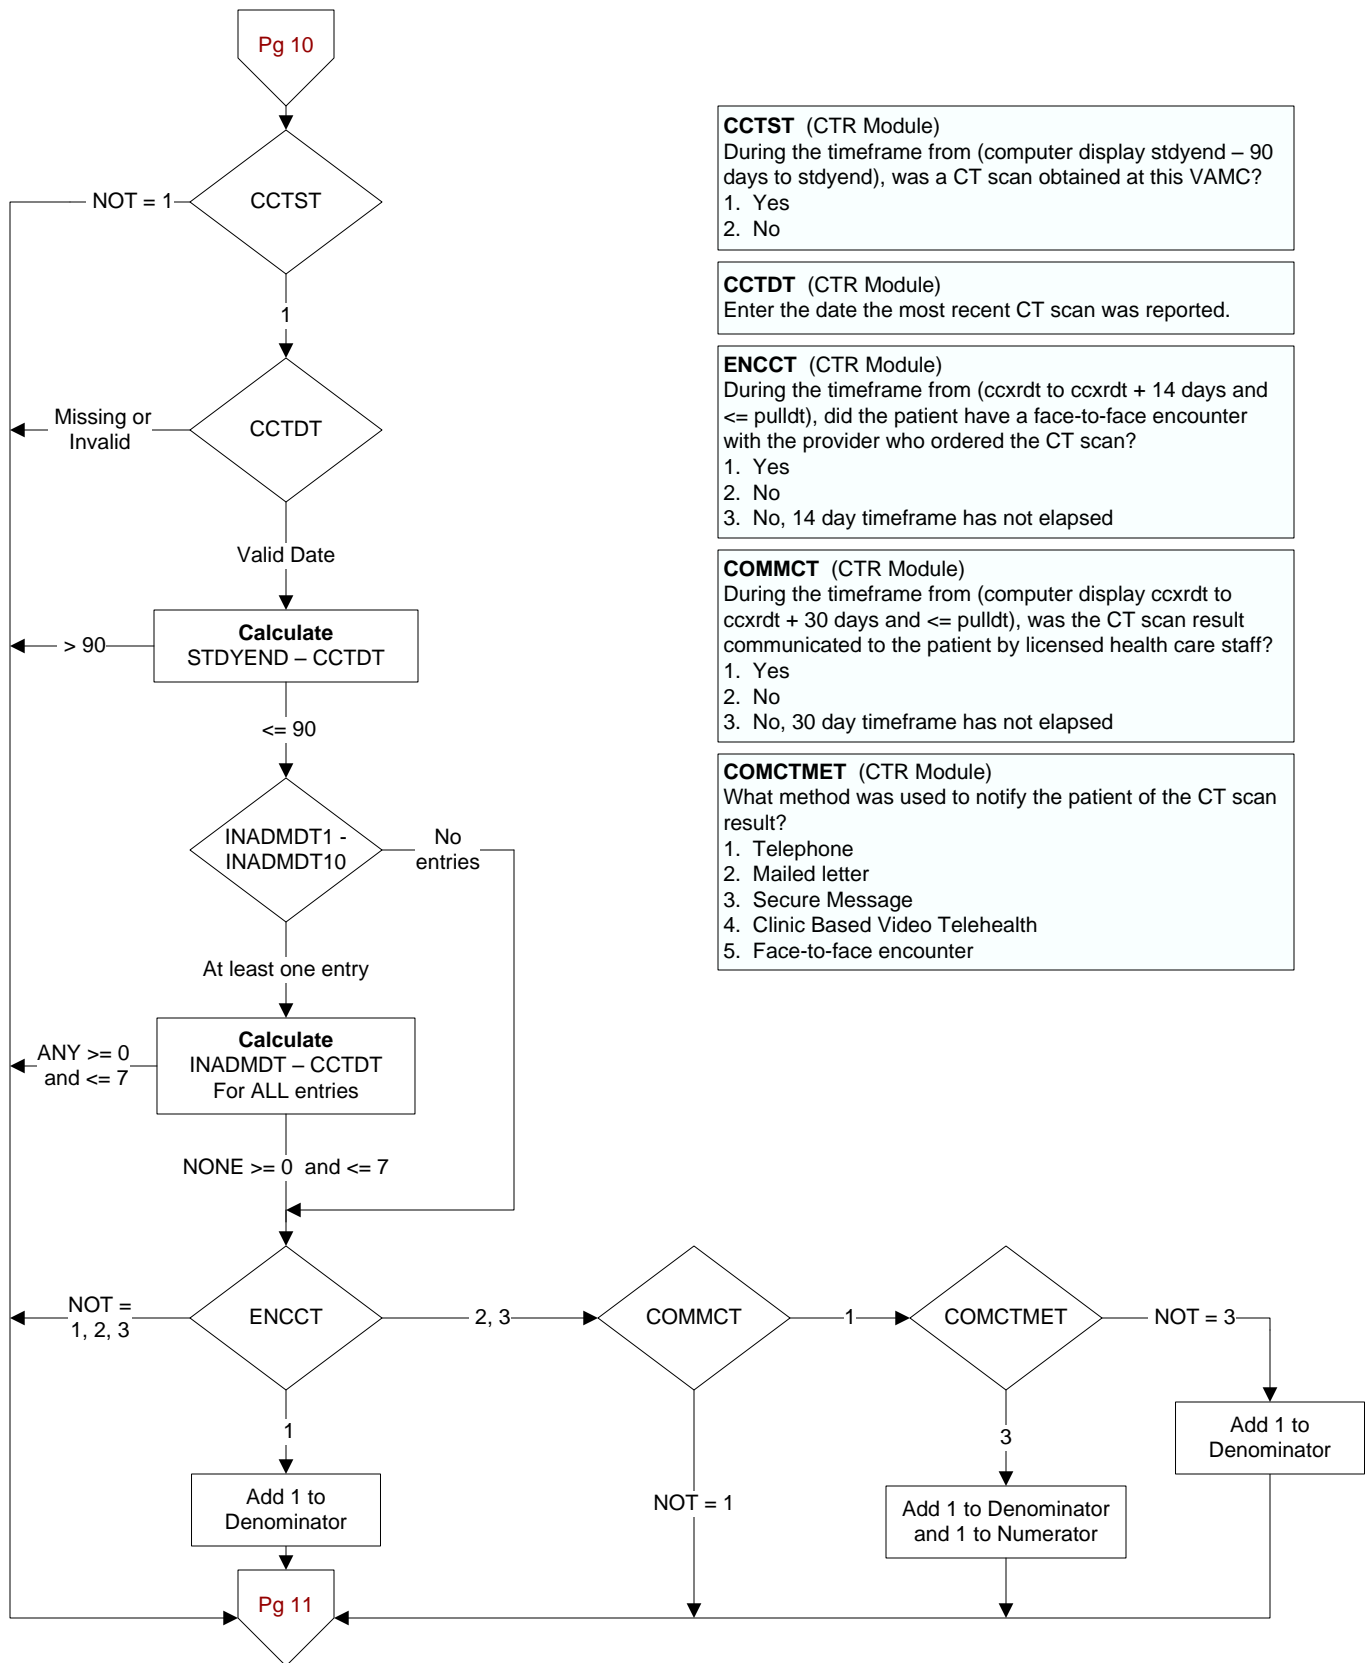 Pg 10
CCTST
NOT = 1
1
CCTDT
Missing or
Invalid
Valid Date
Calculate
STDYEND – CCTDT
> 90
<= 90
INADMDT1 -
INADMDT10
No
entries
At least one entry
Calculate
INADMDT – CCTDT
For ALL entries
ANY >= 0
and <= 7
NONE >= 0 and <= 7
ENCCT
NOT =
1, 2, 3
2, 3
COMMCT
1
COMCTMET
NOT = 3
1
3
NOT = 1
Add 1 to
Denominator
Add 1 to
Denominator
Add 1 to Denominator
and 1 to Numerator
Pg 11
CCTST (CTR Module)
During the timeframe from (computer display stdyend – 90
days to stdyend), was a CT scan obtained at this VAMC?
1. Yes
2. No
CCTDT (CTR Module)
Enter the date the most recent CT scan was reported.
ENCCT (CTR Module)
During the timeframe from (ccxrdt to ccxrdt + 14 days and
<= pulldt), did the patient have a face-to-face encounter
with the provider who ordered the CT scan?
1. Yes
2. No
3. No, 14 day timeframe has not elapsed
COMMCT (CTR Module)
During the timeframe from (computer display ccxrdt to
ccxrdt + 30 days and <= pulldt), was the CT scan result
communicated to the patient by licensed health care staff?
1. Yes
2. No
3. No, 30 day timeframe has not elapsed
COMCTMET (CTR Module)
What method was used to notify the patient of the CT scan
result?
1. Telephone
2. Mailed letter
3. Secure Message
4. Clinic Based Video Telehealth
5. Face-to-face encounter